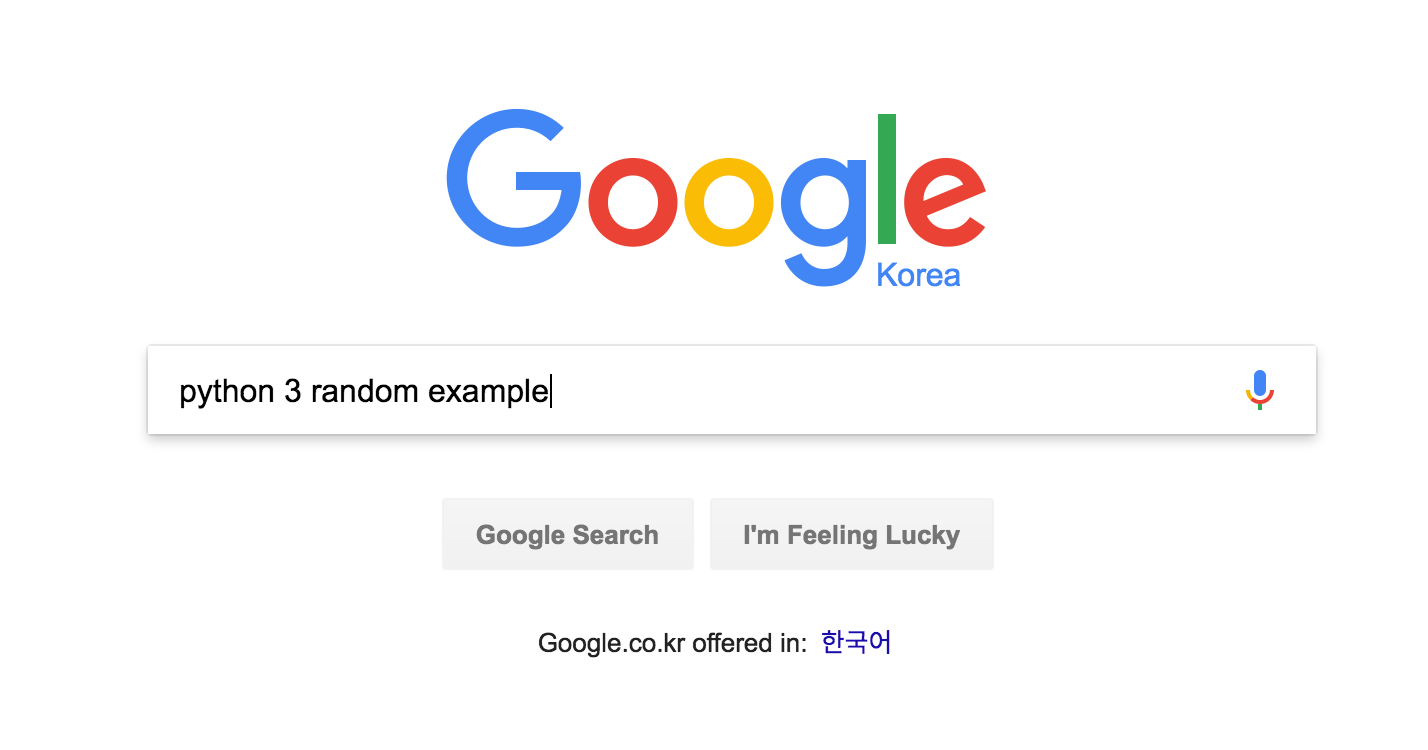 Google
Korea
python 3 random example
Google Search I'm Feeling Lucky
Google.co.kr offered in: 한국어